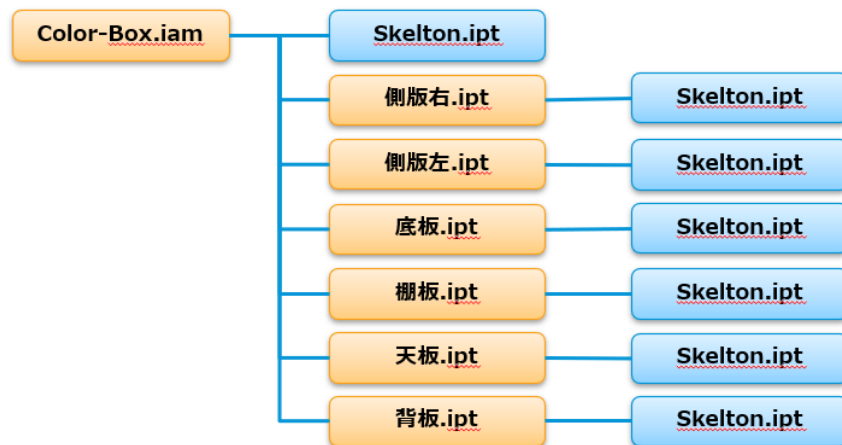 Color-Box.iam
Skelton.ipt
側版右.ipt
Skelton.ipt
側版左.ipt
Skelton.ipt
底板.ipt
Skelton.ipt
棚板.ipt
Skelton.ipt
天板.ipt
Skelton.ipt
背板.ipt
Skelton.ipt